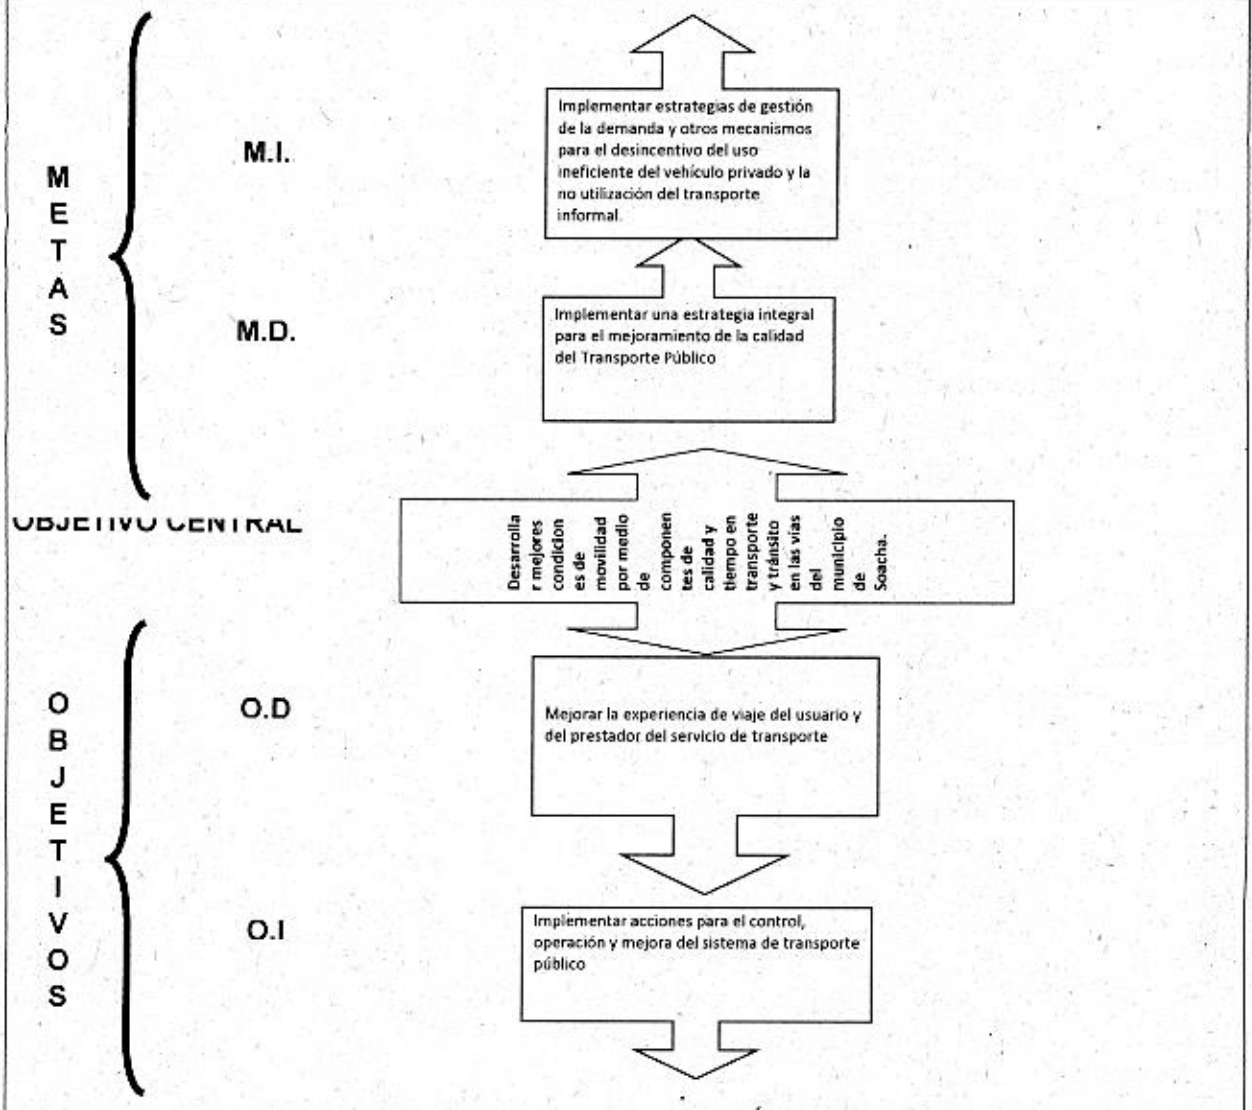 M
E
T
A
S
M.I.
Implementar estrategias de gestión
de la demanda y otros mecanismos
para el desincentivo del uso
ineficiente del vehículo privado y la
no utilización del transporte
informal.
M.D.
Implementar una estrategia integral
para el mejoramiento de la calidad
del Transporte Público
OBJETIVO CENTRAL
Desarrolla
r mejores
condicion
es de
movilidad
por medio
de
componen
tes de
calidad y
tiempo en
transporte
y tránsito
en las vías
del
municipio
de
Soacha.
O
B
J
E
T
I
V
O
S
O.D
Mejorar la experiencia de viaje del usuario y
del prestador del servicio de transporte
O.I
Implementar acciones para el control,
operación y mejora del sistema de transporte
público